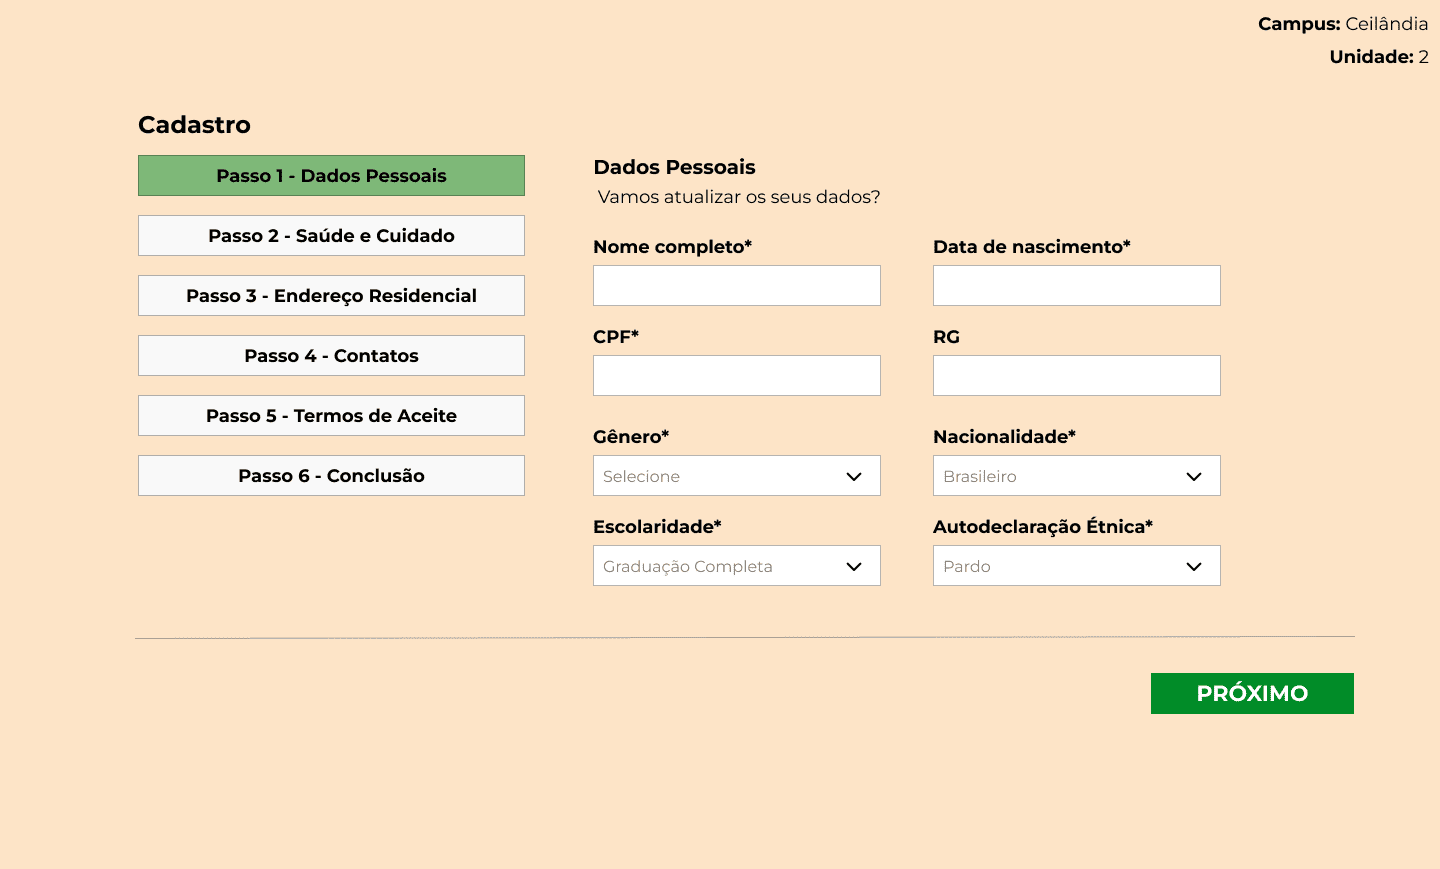 Campus: Ceilândia
Unidade: 2
Cadastro
Passo 1 - Dados Pessoais
Passo 2 - Saúde e Cuidado
Passo 3 - Endereço Residencial
Passo 4 - Contatos
Passo 5 - Termos de Aceite
Passo 6 - Conclusão
Dados Pessoais
Vamos atualizar os seus dados?
Nome completo*
Data de nascimento*
CPF*
RG
Gênero*
Nacionalidade*
Selecione
Brasileiro
Escolaridade*
Autodeclaração Étnica*
Graduação Completa
Pardo
PRÓXIMO